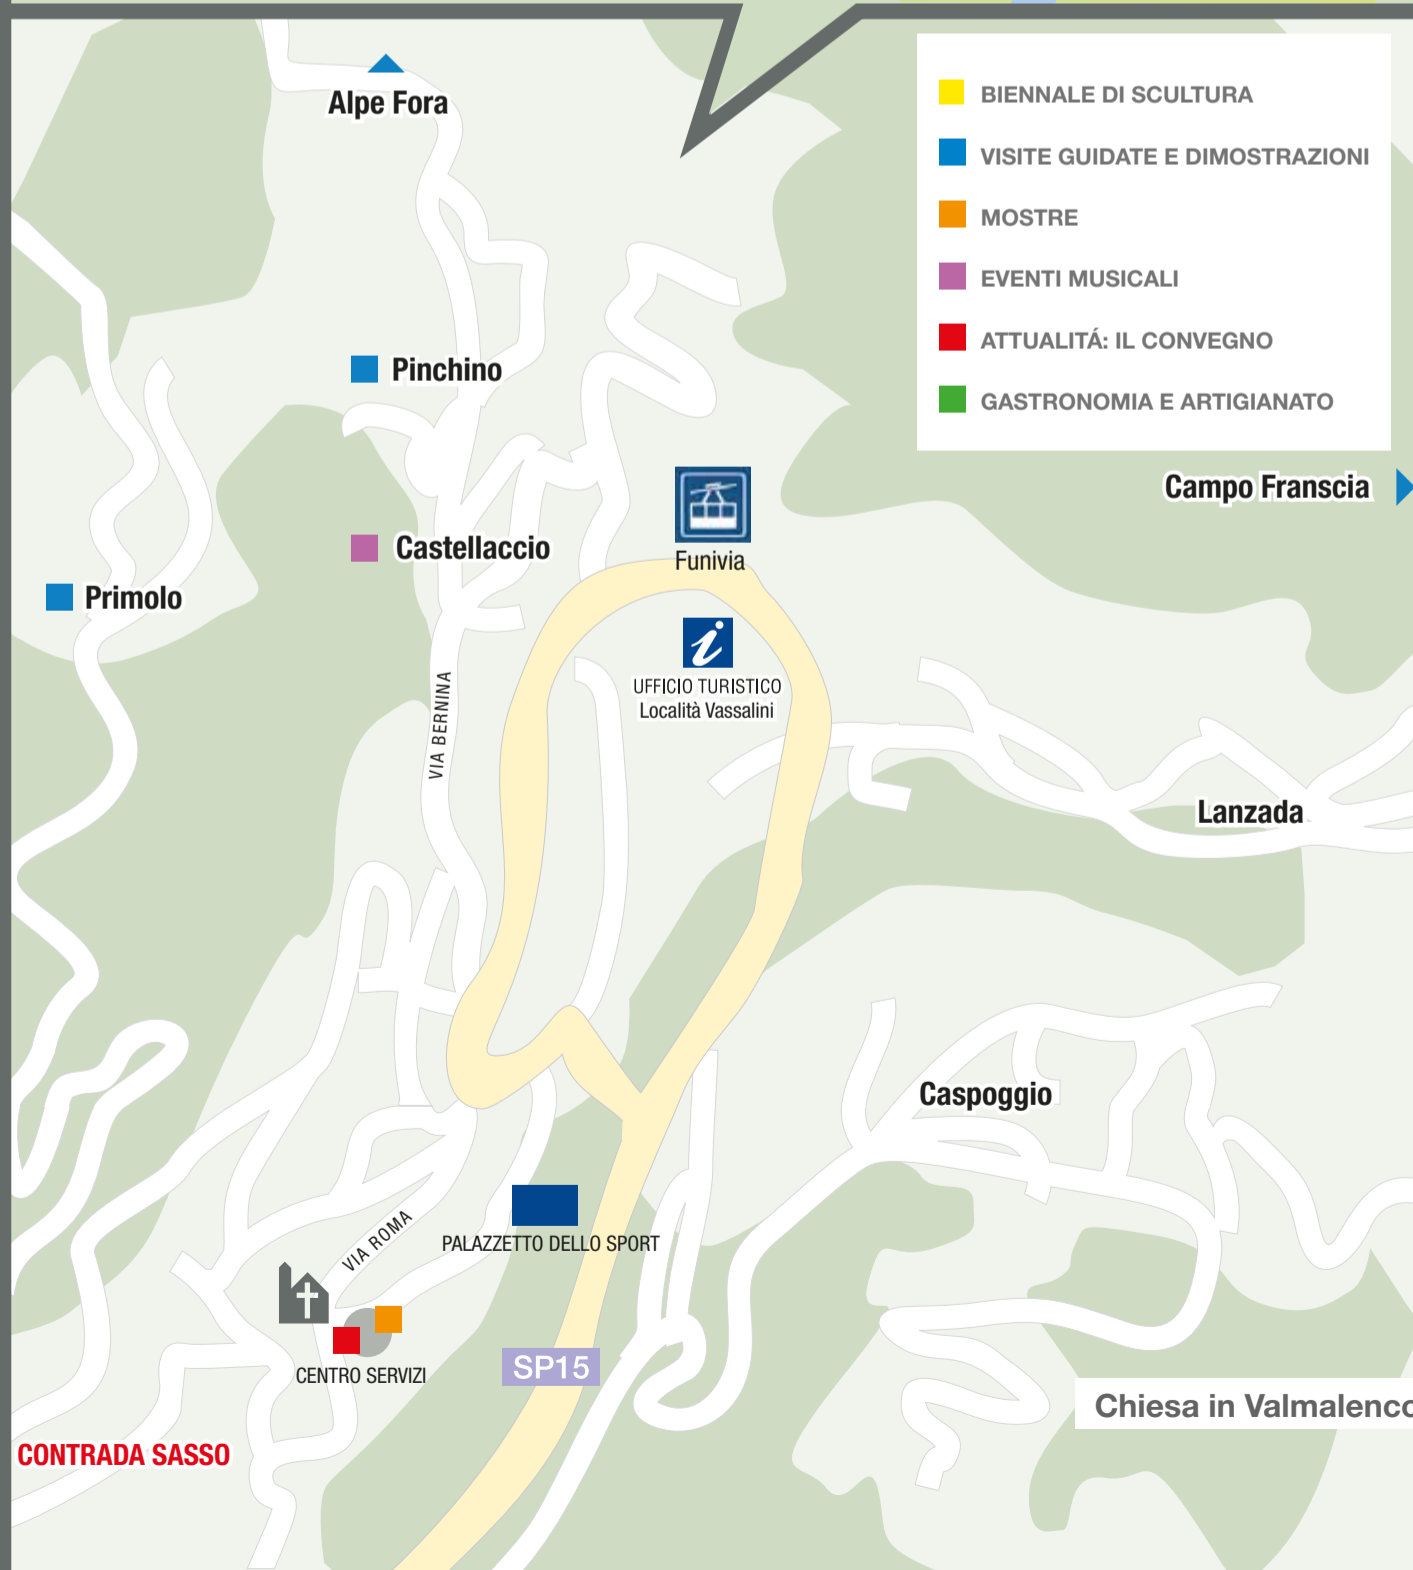 BIENNALE DI SCULTURA
VISITE GUIDATE E DIMOSTRAZIONI
MOSTRE
EVENTI MUSICALI
ATTUALITÁ: IL CONVEGNO
GASTRONOMIA E ARTIGIANATO
Alpe Fora
Pinchino
Campo Franscia
Castellaccio
Funivia
Primolo
i
UFFICIO TURISTICO
Località Vassalini
VIA BERNINA
Lanzada
Caspoggio
VIA ROMA
PALAZZETTO DELLO SPORT
CENTRO SERVIZI
SP15
Chiesa in Valmalenco
CONTRADA SASSO